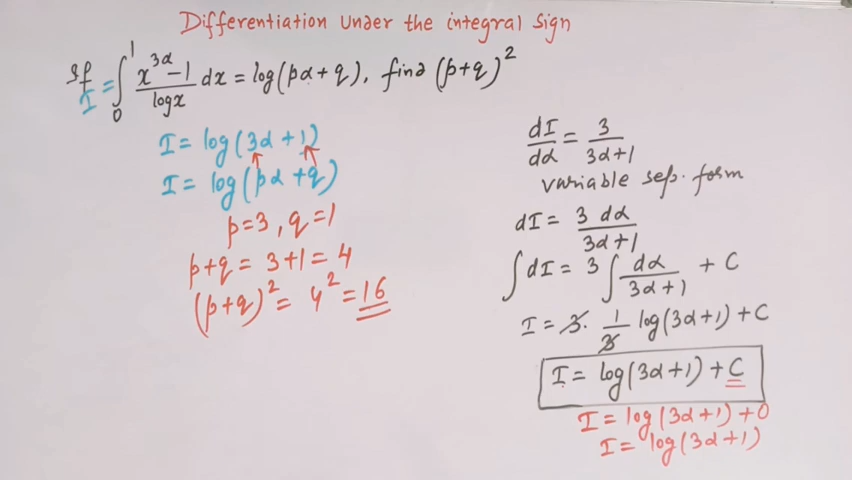 Differentiation under the integral sign
If I = ∫₀¹ (x^{3α} − 1)/(log x) dx = log(pα + q), find (p+q)²
I = log(3α + 1)
I = log(pα + q)
p = 3, q = 1
p+q = 3+1 = 4
(p+q)² = 4² = 16
dI/dα = 3/(3α+1)
variable sep. form
dI = 3 dα/(3α+1)
∫dI = 3 ∫ dα/(3α+1) + C
I = 3. 1/3 log(3α+1) + C
I = log(3α+1) + C
I = log(3α+1) + 0
I = log(3α+1)